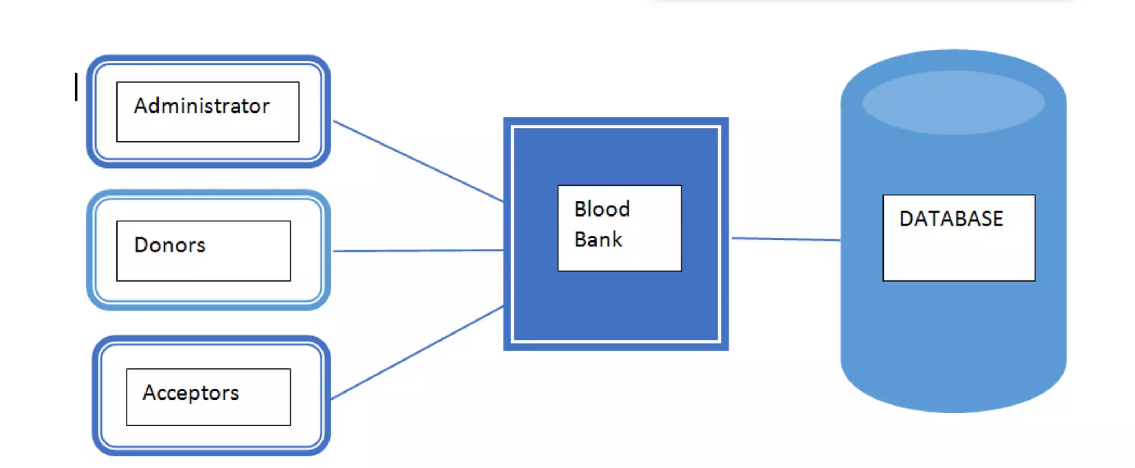 Administrator
Donors
Acceptors
Blood
Bank
DATABASE